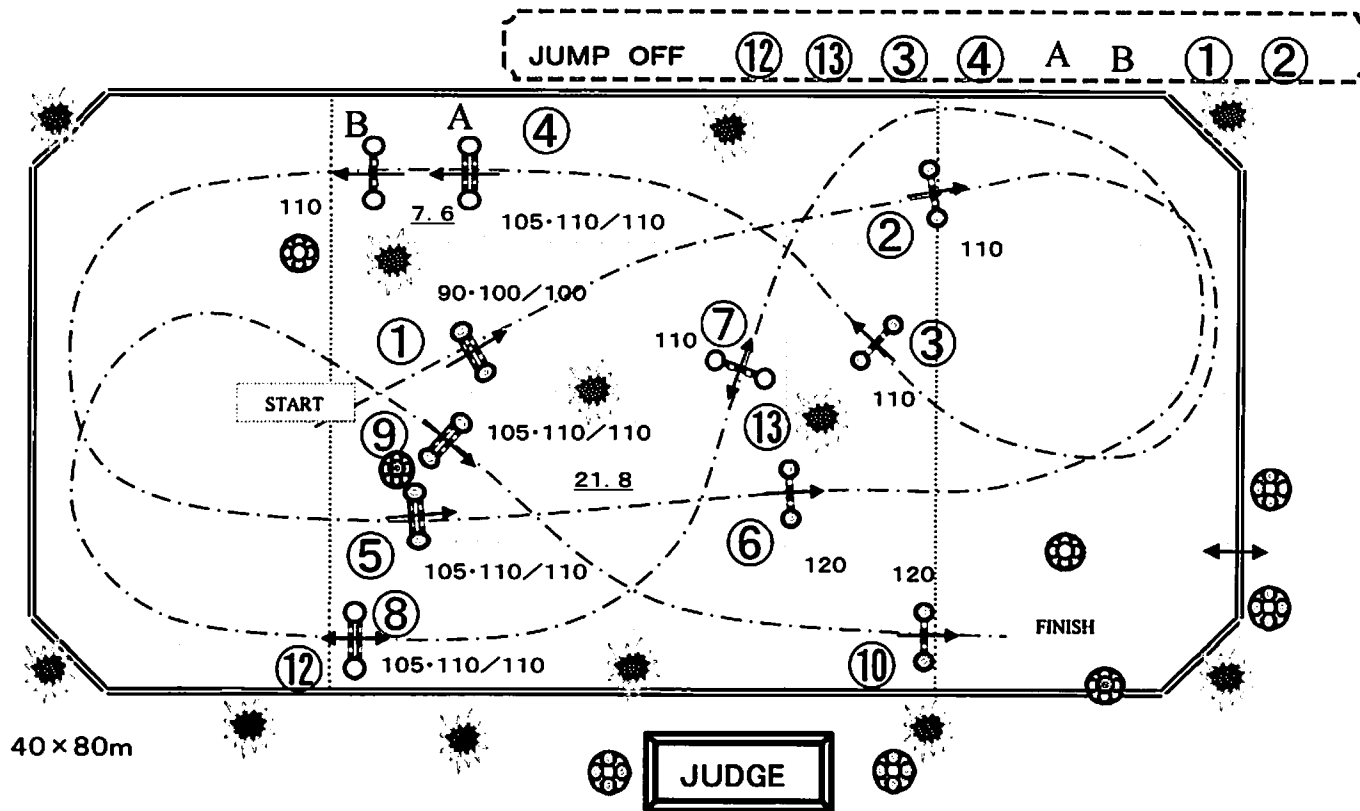 JUMP OFF ⑫ ⑬ ③ ④ A B ① ②
B A ④
110 7.6 105・110/110
② 110
90・100/100
① ⑦ 110 ③
110
START
⑨ 105・110/110 ⑬
21.8
⑤ ⑥
105・110/110 120 120
⑧ FINISH
⑫ 105・110/110 ⑩
40×80m
JUDGE